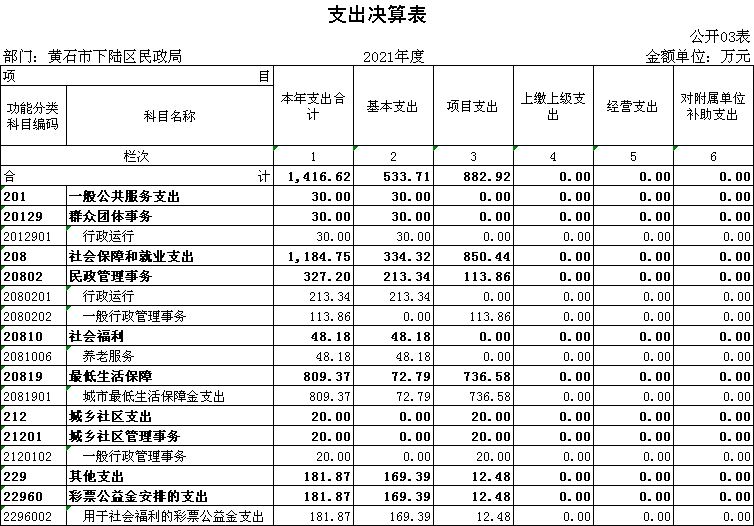 支出决算表
公开03表
部门：黄石市下陆区民政局 2021年度 金额单位：万元
项 目 本年支出合计 基本支出 项目支出 上缴上级支出 经营支出 对附属单位补助支出
功能分类科目编码 科目名称
栏次 1 2 3 4 5 6
合 计 1,416.62 533.71 882.92 0.00 0.00 0.00
201 一般公共服务支出 30.00 30.00 0.00 0.00 0.00 0.00
20129 群众团体事务 30.00 30.00 0.00 0.00 0.00 0.00
2012901 行政运行 30.00 30.00 0.00 0.00 0.00 0.00
208 社会保障和就业支出 1,184.75 334.32 850.44 0.00 0.00 0.00
20802 民政管理事务 327.20 213.34 113.86 0.00 0.00 0.00
2080201 行政运行 213.34 213.34 0.00 0.00 0.00 0.00
2080202 一般行政管理事务 113.86 0.00 113.86 0.00 0.00 0.00
20810 社会福利 48.18 48.18 0.00 0.00 0.00 0.00
2081006 养老服务 48.18 48.18 0.00 0.00 0.00 0.00
20819 最低生活保障 809.37 72.79 736.58 0.00 0.00 0.00
2081901 城市最低生活保障金支出 809.37 72.79 736.58 0.00 0.00 0.00
212 城乡社区支出 20.00 0.00 20.00 0.00 0.00 0.00
21201 城乡社区管理事务 20.00 0.00 20.00 0.00 0.00 0.00
2120102 一般行政管理事务 20.00 0.00 20.00 0.00 0.00 0.00
229 其他支出 181.87 169.39 12.48 0.00 0.00 0.00
22960 彩票公益金安排的支出 181.87 169.39 12.48 0.00 0.00 0.00
2296002 用于社会福利的彩票公益金支出 181.87 169.39 12.48 0.00 0.00 0.00